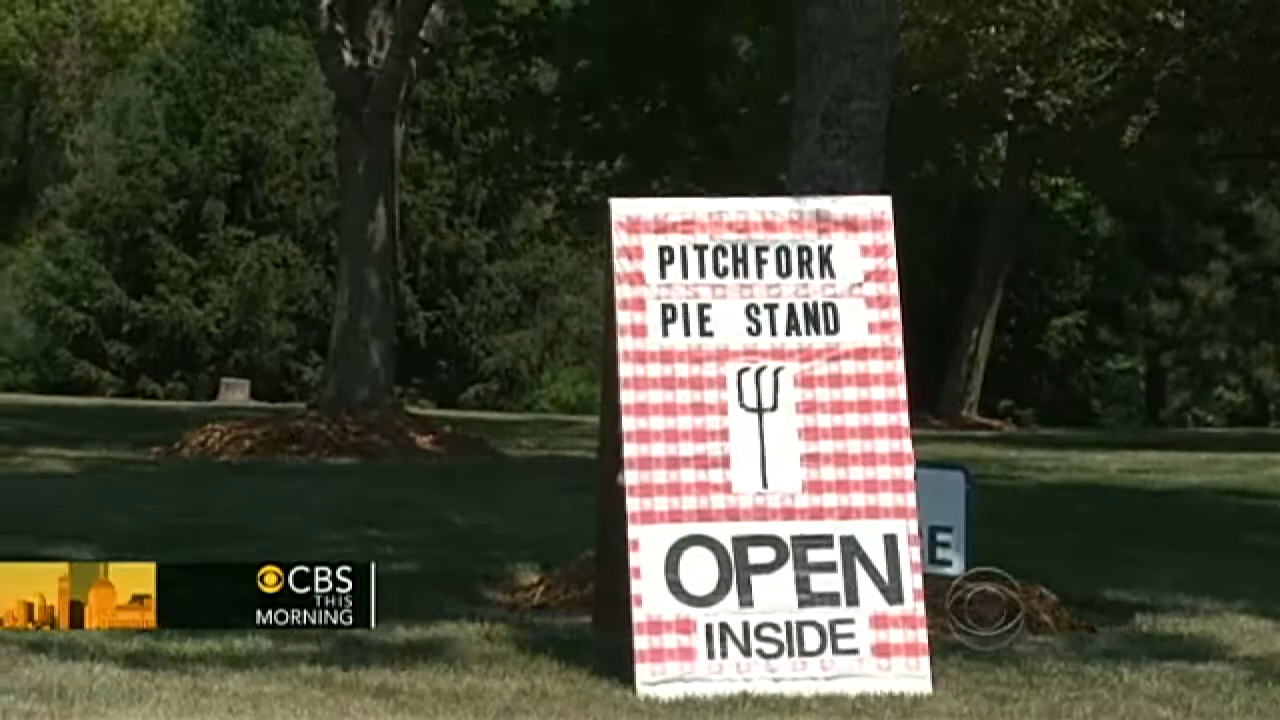 PITCHFORK
PIE STAND
OPEN
INSIDE
E
CBS
THIS
MORNING